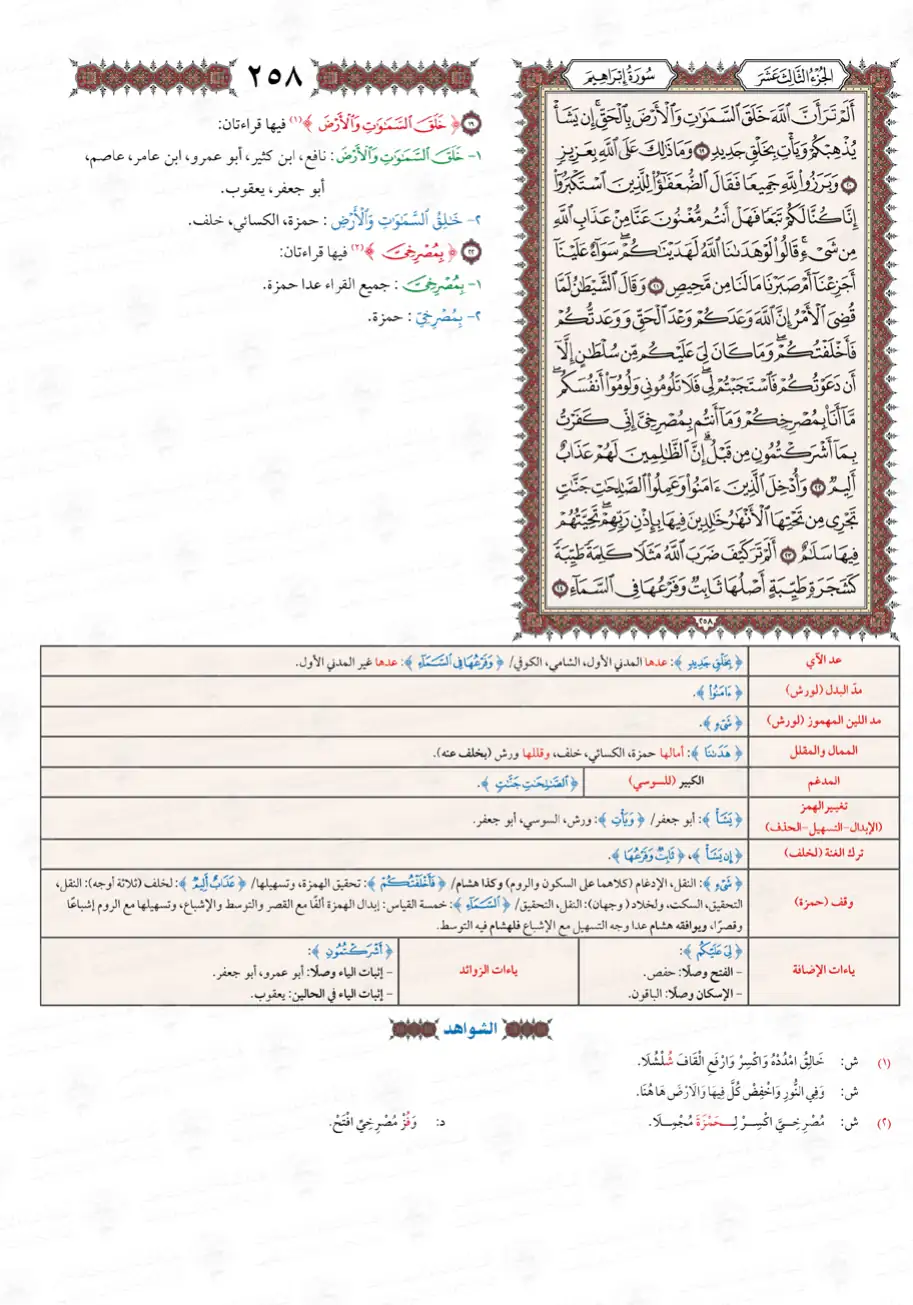 الجُزْءُ الثَّالِثَ عَشَرَ
سُورَةُ إِبْرَاهِيم
أَلَمْ تَرَ أَنَّ ٱللَّهَ خَلَقَ ٱلسَّمَٰوَٰتِ وَٱلْأَرْضَ بِٱلْحَقِّۚ إِن يَشَأْ
يُذْهِبْكُمْ وَيَأْتِ بِخَلْقٍ جَدِيدٍ ١٩ وَمَا ذَٰلِكَ عَلَى ٱللَّهِ بِعَزِيزٍ
٢٠ وَبَرَزُوا۟ لِلَّهِ جَمِيعًا فَقَالَ ٱلضُّعَفَٰٓؤُا۟ لِلَّذِينَ ٱسْتَكْبَرُوٓا۟
إِنَّا كُنَّا لَكُمْ تَبَعًا فَهَلْ أَنتُم مُّغْنُونَ عَنَّا مِنْ عَذَابِ ٱللَّهِ
مِن شَىْءٍۚ قَالُوا۟ لَوْ هَدَىٰنَا ٱللَّهُ لَهَدَيْنَٰكُمْۖ سَوَآءٌ عَلَيْنَآ
أَجَزِعْنَآ أَمْ صَبَرْنَا مَا لَنَا مِن مَّحِيصٍ ٢١ وَقَالَ ٱلشَّيْطَٰنُ لَمَّا
قُضِىَ ٱلْأَمْرُ إِنَّ ٱللَّهَ وَعَدَكُمْ وَعْدَ ٱلْحَقِّ وَوَعَدتُّكُمْ
فَأَخْلَفْتُكُمْۖ وَمَا كَانَ لِىَ عَلَيْكُم مِّن سُلْطَٰنٍ إِلَّآ
أَن دَعَوْتُكُمْ فَٱسْتَجَبْتُمْ لِىۖ فَلَا تَلُومُونِى وَلُومُوٓا۟ أَنفُسَكُمۖ
مَّآ أَنَا۠ بِمُصْرِخِكُمْ وَمَآ أَنتُم بِمُصْرِخِىَّۖ إِنِّى كَفَرْتُ
بِمَآ أَشْرَكْتُمُونِ مِن قَبْلُۗ إِنَّ ٱلظَّٰلِمِينَ لَهُمْ عَذَابٌ
أَلِيمٌ ٢٢ وَأُدْخِلَ ٱلَّذِينَ ءَامَنُوا۟ وَعَمِلُوا۟ ٱلصَّٰلِحَٰتِ جَنَّٰتٍ
تَجْرِى مِن تَحْتِهَا ٱلْأَنْهَٰرُ خَٰلِدِينَ فِيهَا بِإِذْنِ رَبِّهِمْۖ تَحِيَّتُهُمْ
فِيهَا سَلَٰمٌ ٢٣ أَلَمْ تَرَ كَيْفَ ضَرَبَ ٱللَّهُ مَثَلًا كَلِمَةً طَيِّبَةً
كَشَجَرَةٍ طَيِّبَةٍ أَصْلُهَا ثَابِتٌ وَفَرْعُهَا فِى ٱلسَّمَآءِ ٢٤
٢٥٨
٢٥٨
١٩ ﴿ خَلَقَ ٱلسَّمَٰوَٰتِ وَٱلْأَرْضَ ﴾(١) فيها قراءتان:
١- خَلَقَ ٱلسَّمَٰوَٰتِ وَٱلْأَرْضَ: نافع، ابن كثير، أبو عمرو، ابن عامر، عاصم،
أبو جعفر، يعقوب.
٢- خَٰلِقُ ٱلسَّمَٰوَٰتِ وَٱلْأَرْضِ : حمزة، الكسائي، خلف.
٢٢ ﴿ بِمُصْرِخِىَّ ﴾(٢) فيها قراءتان:
١- بِمُصْرِخِىَّ : جميع القراء عدا حمزة.
٢- بِمُصْرِخِيِّ : حمزة.
عد الآي
﴿ بِخَلْقٍ جَدِيدٍ ﴾: عدها المدني الأول، الشامي، الكوفي/ ﴿ وَفَرْعُهَا فِى ٱلسَّمَآءِ ﴾: عدها غير المدني الأول.
مدّ البدل (لورش)
﴿ ءَامَنُوا۟ ﴾.
مد اللين المهموز (لورش)
﴿ شَىْءٍ ﴾.
الممال والمقلل
﴿ هَدَىٰنَا ﴾: أمالها حمزة، الكسائي، خلف، وقللها ورش (بخلف عنه).
المدغم
الكبير (للسوسي)
﴿ ٱلصَّٰلِحَٰتِ جَنَّٰتٍ ﴾.
تغيير الهمز
(الإبدال-التسهيل-الحذف)
﴿ يَشَأْ ﴾: أبو جعفر/ ﴿ وَيَأْتِ ﴾: ورش، السوسي، أبو جعفر.
ترك الغنة (لخلف)
﴿ إِن يَشَأْ ﴾، ﴿ ثَابِتٌ وَفَرْعُهَا ﴾.
وقف (حمزة)
﴿ شَىْءٍ ﴾: النقل، الإدغام (كلاهما على السكون والروم) وكذا هشام/ ﴿ فَأَخْلَفْتُكُمْ ﴾: تحقيق الهمزة، وتسهيلها/ ﴿ عَذَابٌ أَلِيمٌ ﴾: لخلف (ثلاثة أوجه): النقل،
التحقيق، السكت، ولخلاد (وجهان): النقل، التحقيق/ ﴿ ٱلسَّمَآءِ ﴾: خمسة القياس: إبدال الهمزة ألفًا مع القصر والتوسط والإشباع، وتسهيلها مع الروم إشباعًا
وقصرًا، ويوافقه هشام عدا وجه التسهيل مع الإشباع فلهشام فيه التوسط.
ياءات الإضافة
﴿ لِىَ عَلَيْكُم ﴾:
– الفتح وصلًا: حفص.
– الإسكان وصلًا: الباقون.
ياءات الزوائد
﴿ أَشْرَكْتُمُونِ ﴾:
– إثبات الياء وصلًا: أبو عمرو، أبو جعفر.
– إثبات الياء في الحالين: يعقوب.
الشواهد
(١) ش: خَالِقُ امْدُدْهُ وَاكْسِرْ وَارْفَعِ الْقَافَ شُلْشُلَا.
ش: وَفِي النُّورِ وَاخْفِضْ كُلَّ فِيهَا وَالَارْضَ هَاهُنَا.
(٢) ش: مُصْرِخِيَّ اكْسِرْ لِحَمْزَةَ مُجْمِلَا. د: وَفُزْ مُصْرِخِيَّ افْتَحْ.